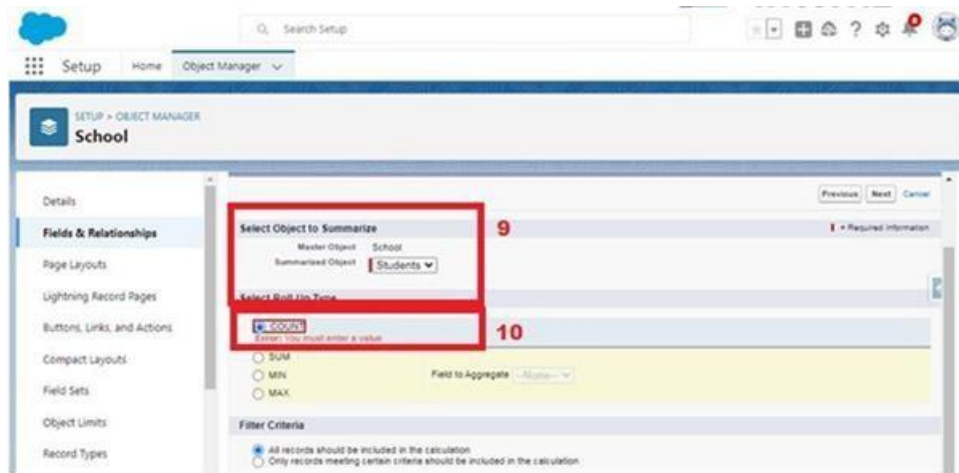 Search Setup
Setup Home Object Manager
SETUP > OBJECT MANAGER
School
Details
Fields & Relationships
Page Layouts
Lightning Record Pages
Buttons, Links, and Actions
Compact Layouts
Field Sets
Object Limits
Record Types
Previous Next Cancel
Select Object to Summarize
= Required Information
9
Master Object School
Summarized Object Students
Select Roll-Up Type
COUNT
Error: You must enter a value
10
SUM
MIN
MAX
Field to Aggregate --None--
Filter Criteria
All records should be included in the calculation
Only records meeting certain criteria should be included in the calculation